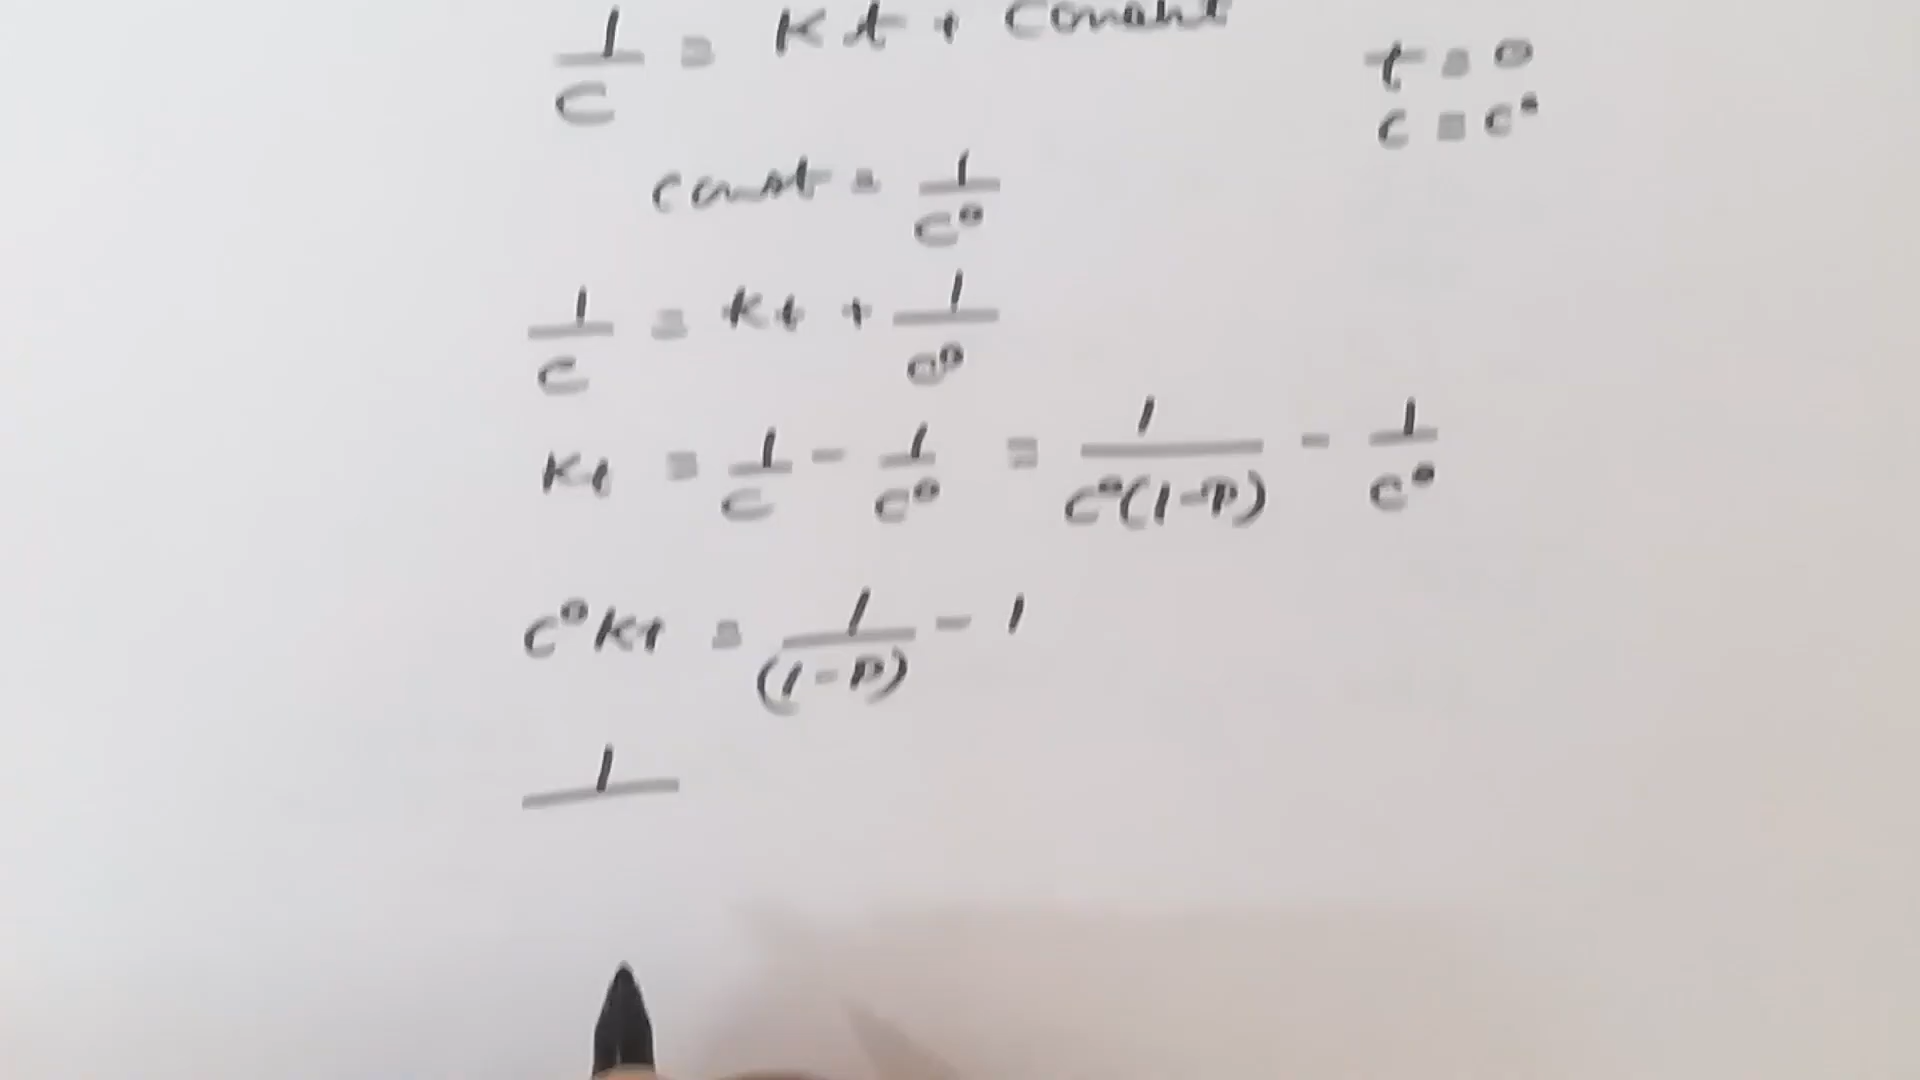 1/C = Kt + Constant
t = 0
C = C°
const = 1/C°
1/C = Kt + 1/C°
Kt = 1/C - 1/C° = 1/C°(1-P) - 1/C°
C°Kt = 1/(1-P) - 1
1/